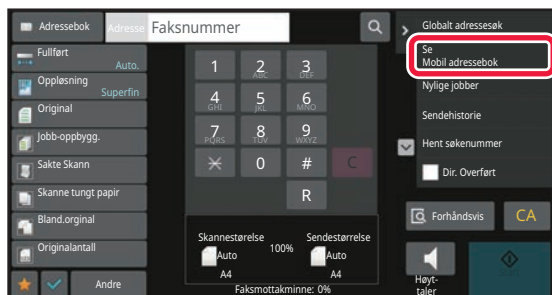 Adressebok
Adresse
Faksnummer
Fullført
Auto.
Oppløsning
Superfin
Original
Jobb-oppbygg.
Sakte Skann
Skanne tungt papir
Bland.orginal
Originalantall
Andre
1
2 ABC
3 DEF
4 GHI
5 JKL
6 MNO
7 PQRS
8 TUV
9 WXYZ
0
#
C
R
Skannestørelse
100%
Sendestørrelse
Auto
Auto
A4
A4
Faksmottakminne: 0%
Globalt adressesøk
Se
Mobil adressebok
Nylige jobber
Sendehistorie
Hent søkenummer
Dir. Overført
Forhåndsvis
CA
Høyt-
taler